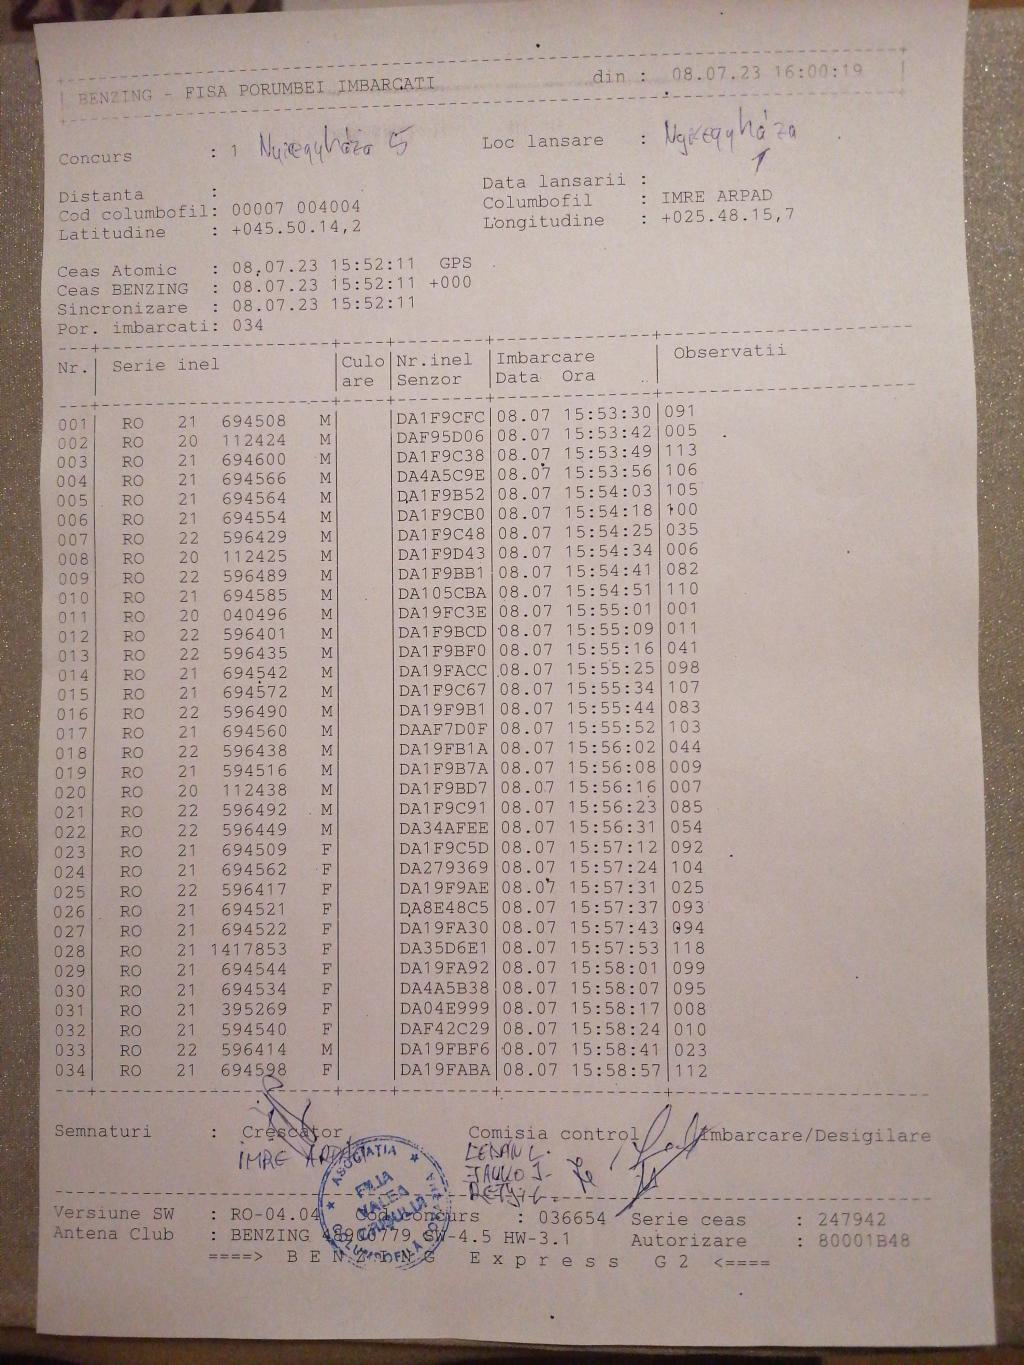 BENZING - FISA PORUMBEI IMBARCATI din : 08.07.23 16:00:19
Concurs : 1 Nyiregyháza 5 Loc lansare : Nyiregyháza
Distanta : Data lansarii :
Cod columbofil: 00007 004004 Columbofil : IMRE ARPAD
Latitudine : +045.50.14,2 Longitudine : +025.48.15,7
Ceas Atomic : 08.07.23 15:52:11 GPS
Ceas BENZING : 08.07.23 15:52:11 +000
Sincronizare : 08.07.23 15:52:11
Por. imbarcati: 034
Nr. Serie inel Culo Nr.inel Imbarcare Observatii
are Senzor Data Ora
001 RO 21 694508 M DA1F9CFC 08.07 15:53:30 091
002 RO 20 112424 M DAF95D06 08.07 15:53:42 005
003 RO 21 694600 M DA1F9C38 08.07 15:53:49 113
004 RO 21 694566 M DA4A5C9E 08.07 15:53:56 106
005 RO 21 694564 M DA1F9B52 08.07 15:54:03 105
006 RO 21 694554 M DA1F9CB0 08.07 15:54:18 100
007 RO 22 596429 M DA1F9C48 08.07 15:54:25 035
008 RO 20 112425 M DA1F9D43 08.07 15:54:34 006
009 RO 22 596489 M DA1F9BB1 08.07 15:54:41 082
010 RO 21 694585 M DA105CBA 08.07 15:54:51 110
011 RO 20 040496 M DA19FC3E 08.07 15:55:01 001
012 RO 22 596401 M DA1F9BCD 08.07 15:55:09 011
013 RO 22 596435 M DA1F9BF0 08.07 15:55:16 041
014 RO 21 694542 M DA19FACC 08.07 15:55:25 098
015 RO 21 694572 M DA1F9C67 08.07 15:55:34 107
016 RO 22 596490 M DA19F9B1 08.07 15:55:44 083
017 RO 21 694560 M DAAF7D0F 08.07 15:55:52 103
018 RO 22 596438 M DA19FB1A 08.07 15:56:02 044
019 RO 21 594516 M DA1F9B7A 08.07 15:56:08 009
020 RO 20 112438 M DA1F9BD7 08.07 15:56:16 007
021 RO 22 596492 M DA1F9C91 08.07 15:56:23 085
022 RO 22 596449 M DA34AFEE 08.07 15:56:31 054
023 RO 21 694509 F DA1F9C5D 08.07 15:57:12 092
024 RO 21 694562 F DA279369 08.07 15:57:24 104
025 RO 22 596417 F DA19F9AE 08.07 15:57:31 025
026 RO 21 694521 F DA8E48C5 08.07 15:57:37 093
027 RO 21 694522 F DA19FA30 08.07 15:57:43 094
028 RO 21 1417853 F DA35D6E1 08.07 15:57:53 118
029 RO 21 694544 F DA19FA92 08.07 15:58:01 099
030 RO 21 694534 F DA4A5B38 08.07 15:58:07 095
031 RO 21 395269 F DA04E999 08.07 15:58:17 008
032 RO 21 594540 F DAF42C29 08.07 15:58:24 010
033 RO 22 596414 M DA19FBF6 08.07 15:58:41 023
034 RO 21 694598 F DA19FABA 08.07 15:58:57 112
Semnaturi : Crescator Comisia control Imbarcare/Desigilare
IMRE
ASOCIATIA
FILIA
VALEA
Versiune SW : RO-04.04 Cod concurs : 036654 Serie ceas : 247942
Antena Club : BENZING SW-4.5 HW-3.1 Autorizare : 80001B48
====> B E N Z I N G E x p r e s s G 2 <====